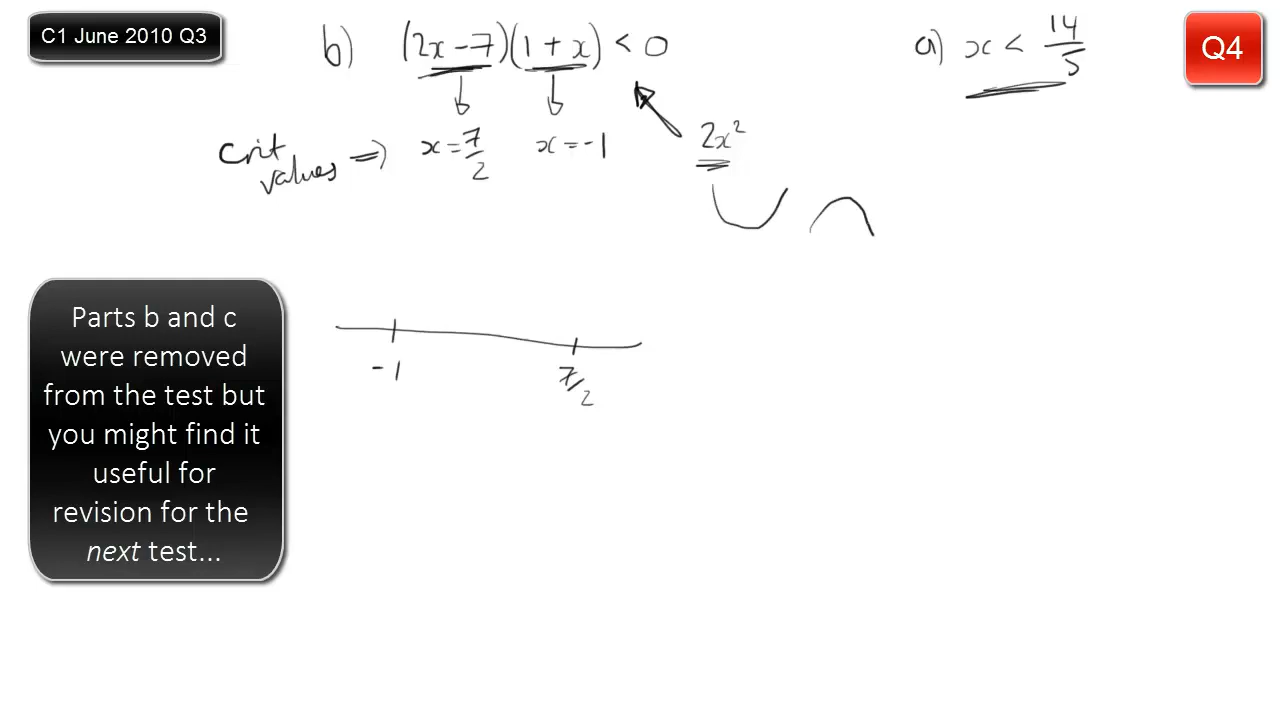 C1 June 2010 Q3
b) (2x - 7)(1 + x) < 0
a) x < 14/5
Q4
Crit values => x = 7/2 x = -1
2x²
Parts b and c
were removed
from the test but
you might find it
useful for
revision for the
next test...
-1 7/2